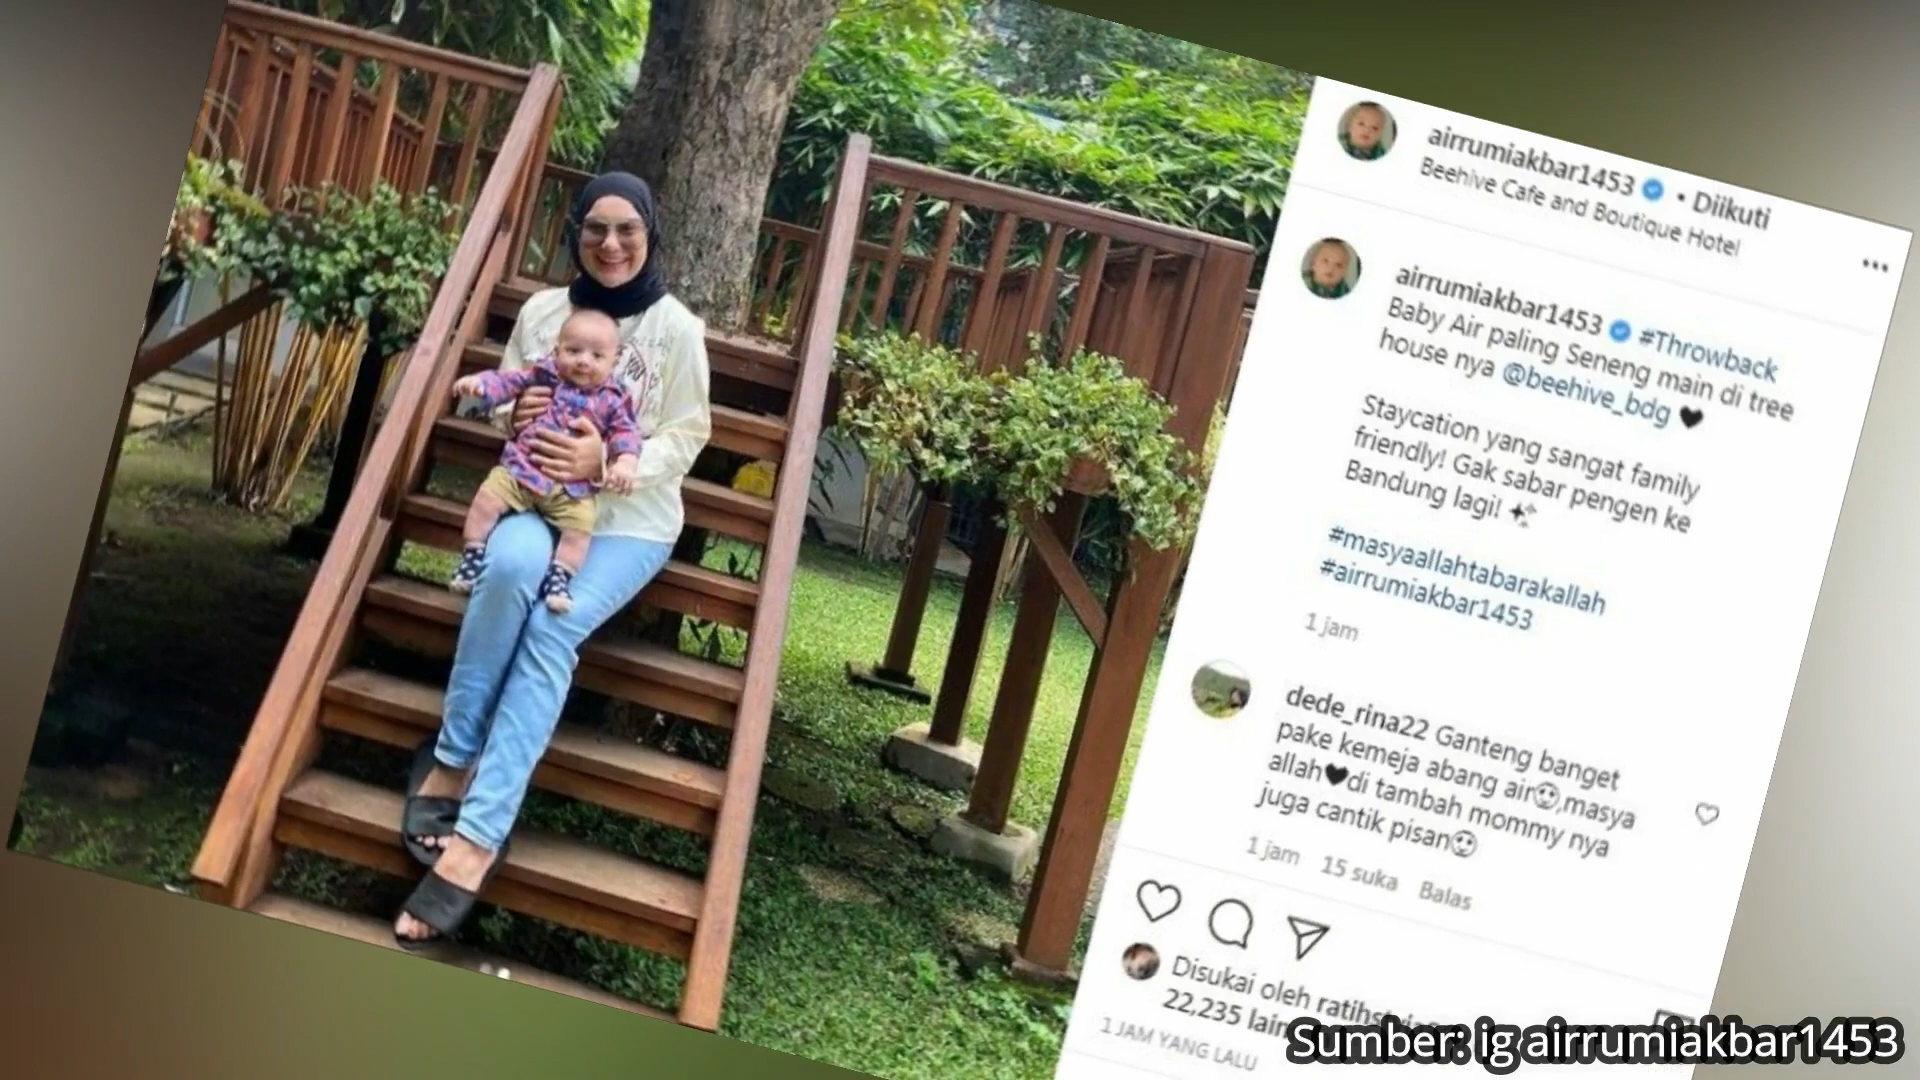 airrumiakbar1453 • Diikuti
Beehive Cafe and Boutique Hotel
airrumiakbar1453 #Throwback
Baby Air paling Seneng main di tree
house nya @beehive_bdg 🖤
Staycation yang sangat family
friendly! Gak sabar pengen ke
Bandung lagi! ✨
#masyaallahtabarakallah
#airrumiakbar1453
1 jam
dede_rina22 Ganteng banget
pake kemeja abang air😍,masya
allah🖤di tambah mommy nya
juga cantik pisan😍
1 jam 15 suka Balas
Disukai oleh
22,235
1 JAM YANG LALU
Sumber: ig airrumiakbar1453